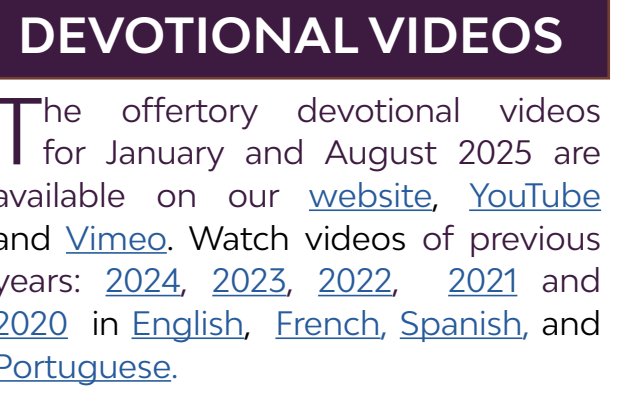 DEVOTIONAL VIDEOS
The offertory devotional videos
for January and August 2025 are
available on our website, YouTube
and Vimeo. Watch videos of previous
years: 2024, 2023, 2022, 2021 and
2020 in English, French, Spanish, and
Portuguese.